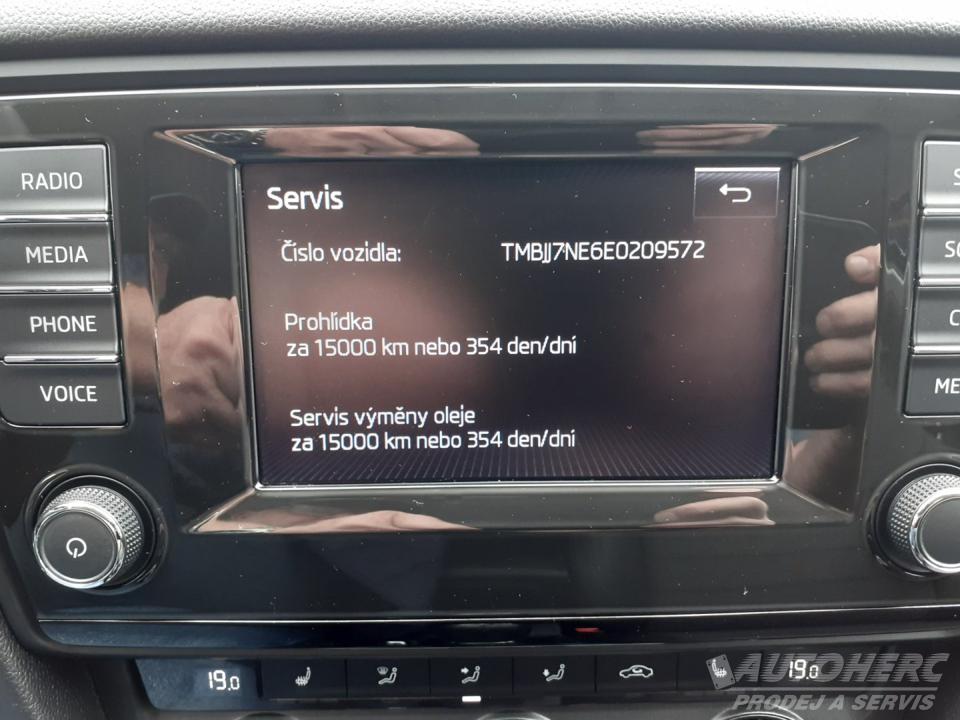 RADIO
MEDIA
PHONE
VOICE
Servis
Číslo vozidla: TMBJJ7NE6E0209572
Prohlídka
za 15000 km nebo 354 den/dní
Servis výměny oleje
za 15000 km nebo 354 den/dní
19.0
19.0
AUTOHERC
PRODEJ A SERVIS